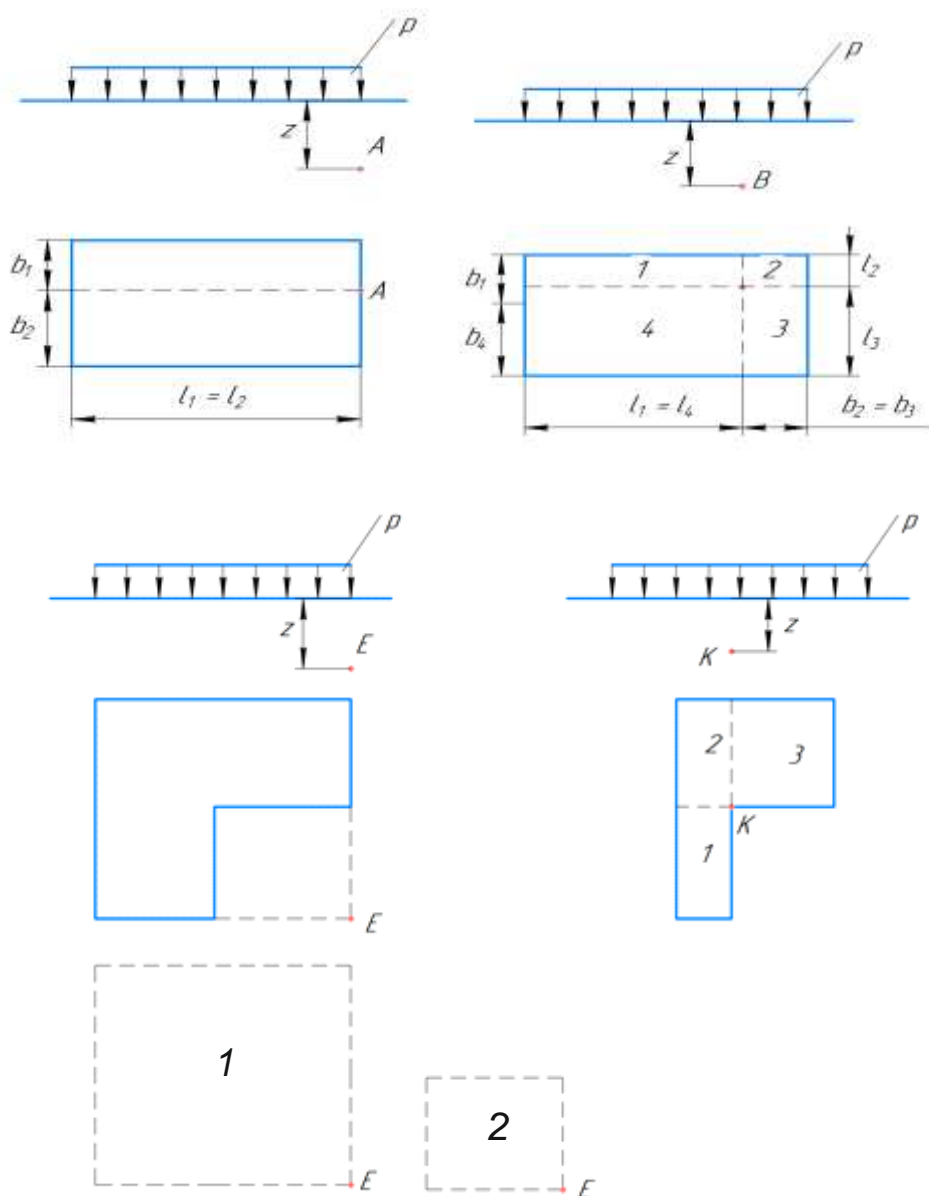 p
z
A
b₁
b₂
A
l₁ = l₂
p
z
B
b₁
b₄
1
2
4
3
l₂
l₃
l₁ = l₄
b₂ = b₃
p
z
E
E
p
z
K
2
3
K
1
1
E
2
E